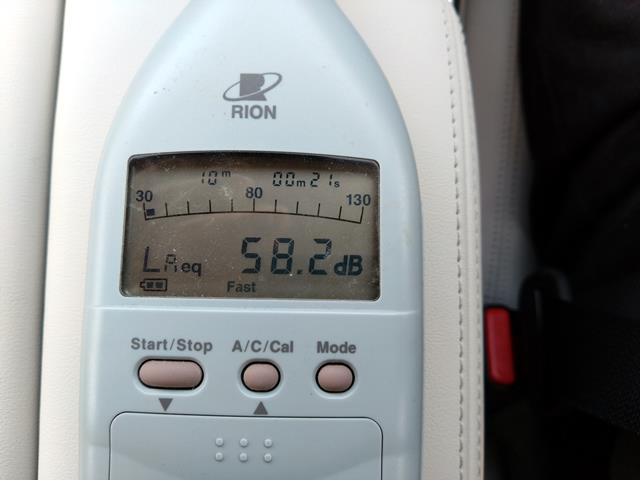 RION
10m 00m21s
30 80 130
LAeq 58.2dB
Fast
Start/Stop A/C/Cal Mode